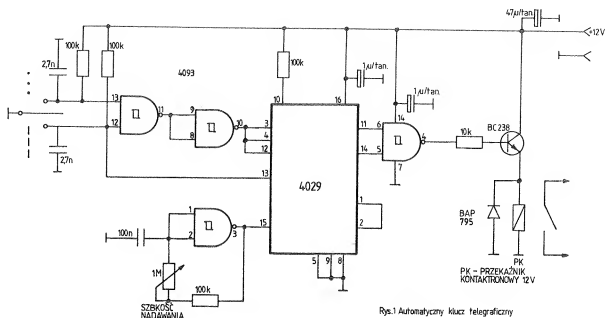 47µ/tan.
+12V
100k
100k
2,7n
4093
100k
1µ/tan.
1µ/tan.
13
12
11
9
8
10
3
4
12
13
10
16
11
14
6
5
14
4
7
10k
BC238
4029
1
2
15
5
9
8
2,7n
100n
1
2
3
1M
100k
SZBKOŚĆ
NADAWANIA
BAP
795
PK
PK – PRZEKAŹNIK
KONTAKTRONOWY 12V
Rys.1 Automatyczny klucz telegraficzny